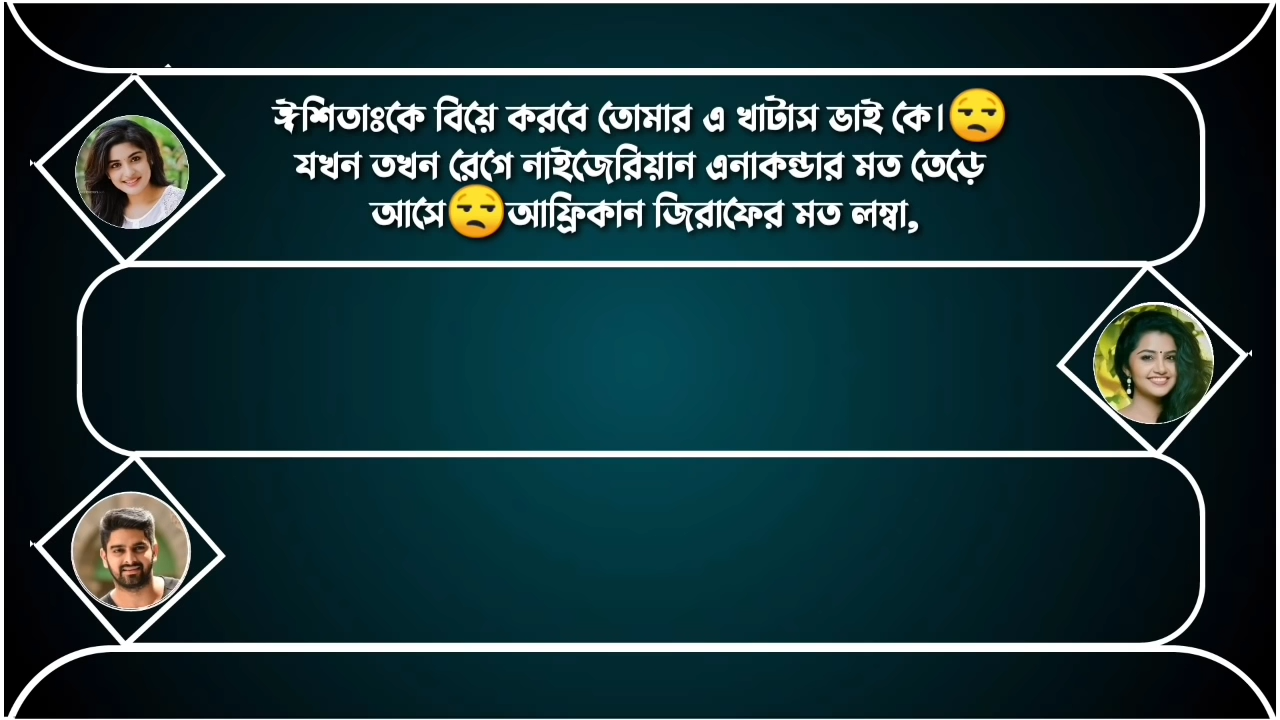 ঈশিতাঃকে বিয়ে করবে তোমার এ খাটাস ভাই কে।😒
যখন তখন রেগে নাইজেরিয়ান এনাকন্ডার মত তেড়ে
আসে😒আফ্রিকান জিরাফের মত লম্বা,